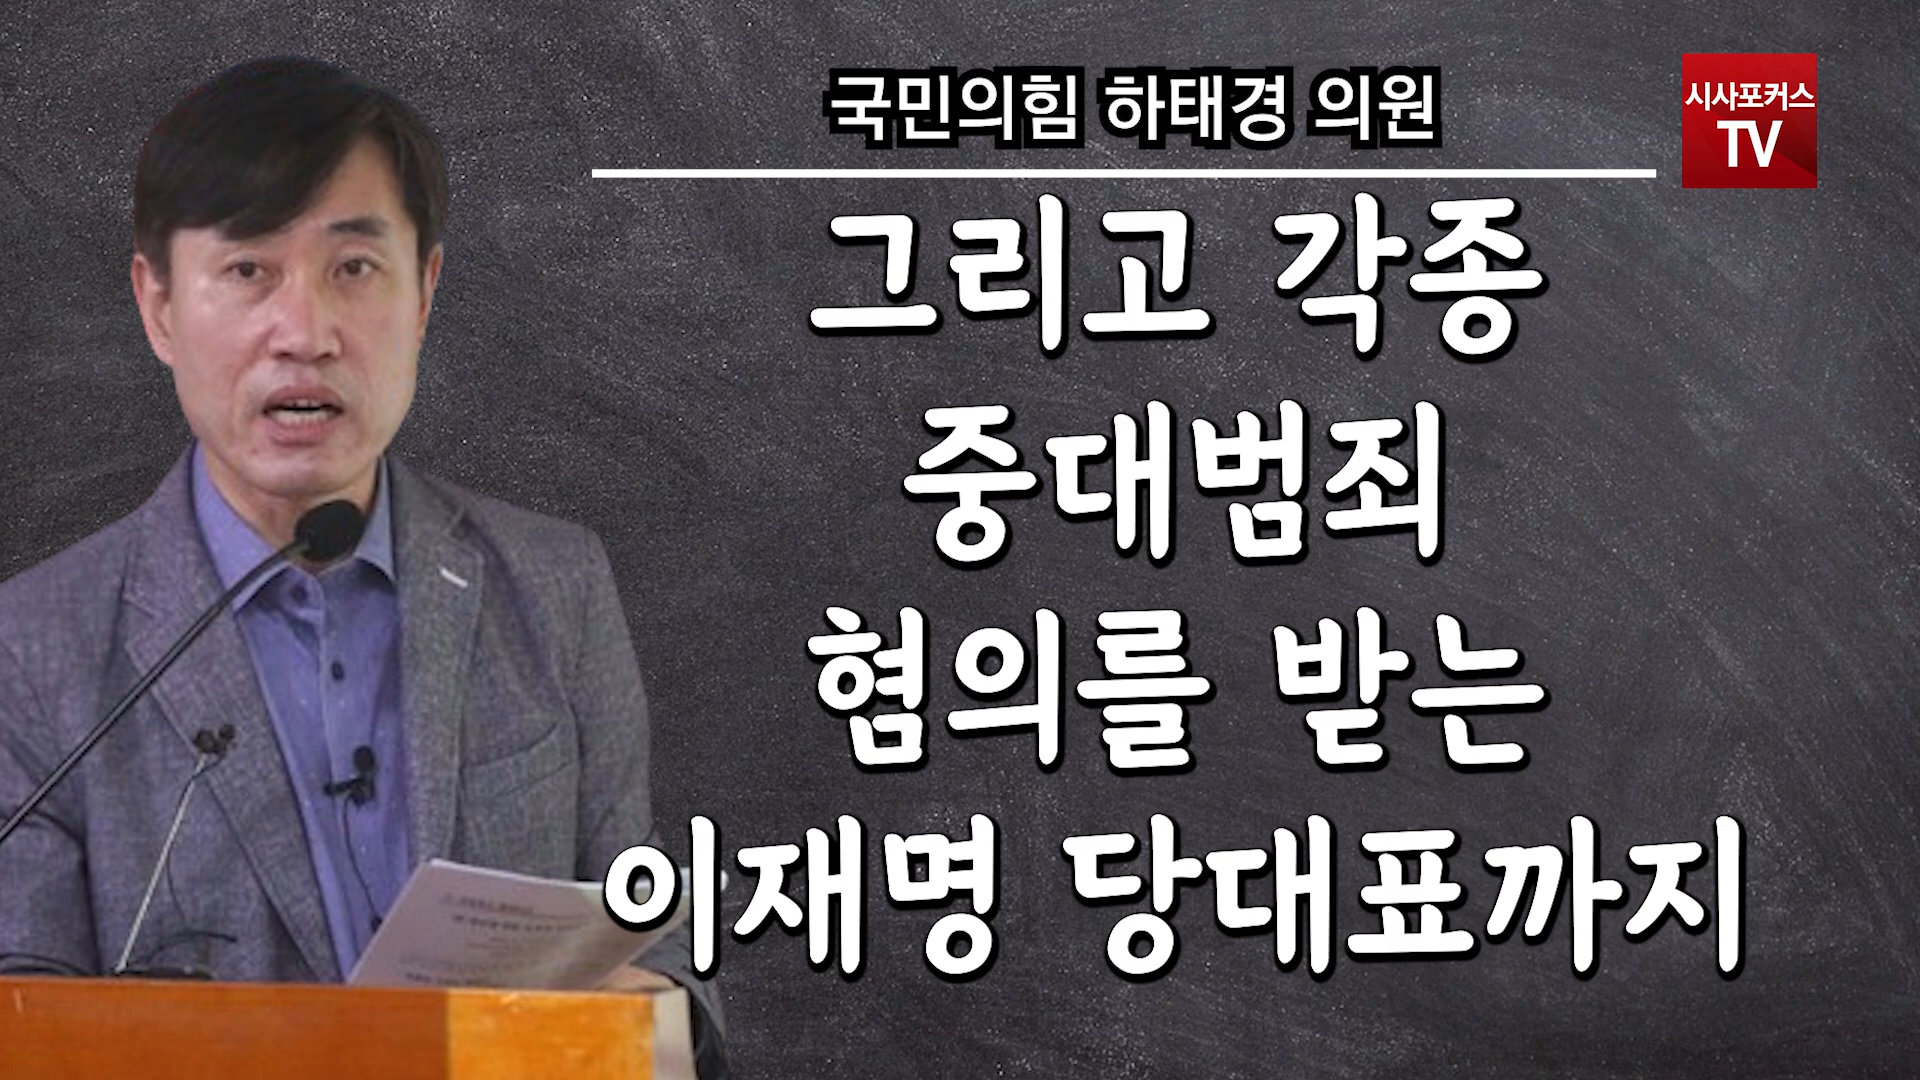 국민의힘 하태경 의원
시사포커스
TV
그리고 각종
중대범죄
혐의를 받는
이재명 당대표까지